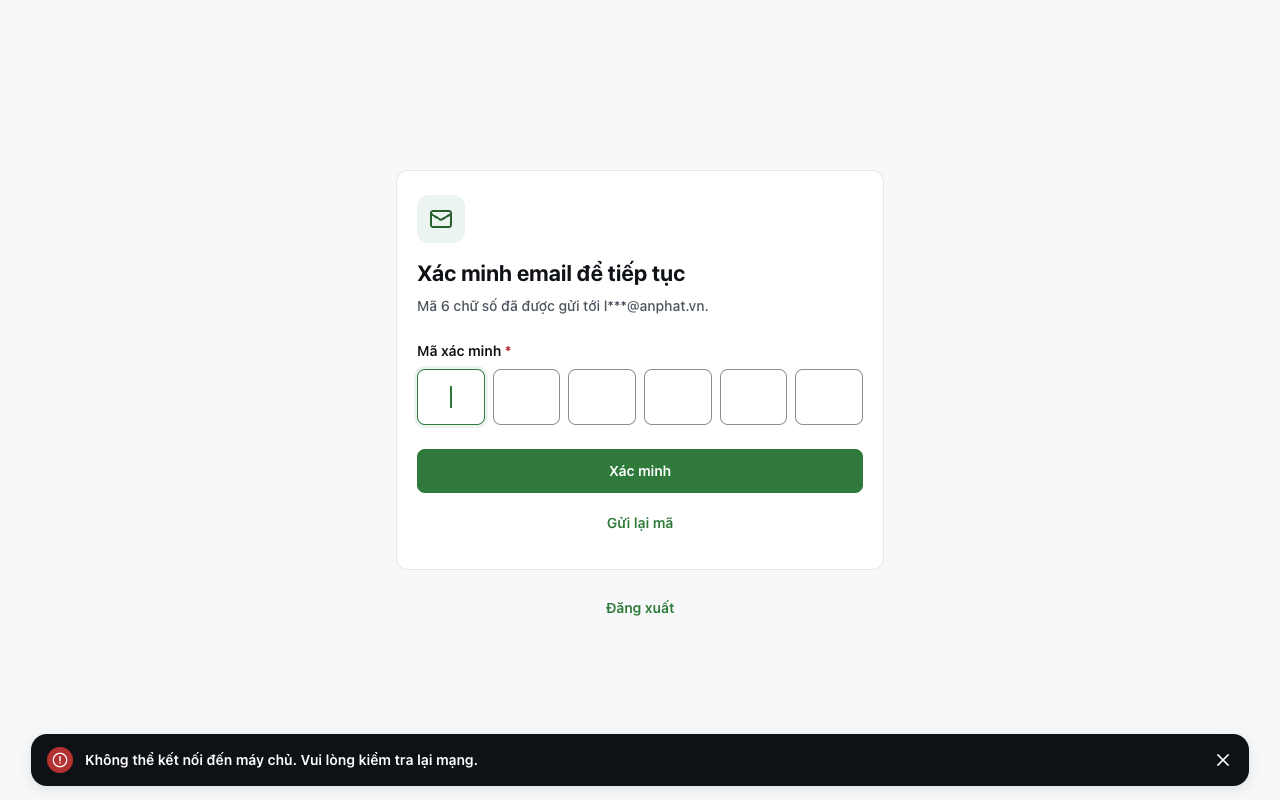 Xác minh email để tiếp tục
Mã 6 chữ số đã được gửi tới l***@anphat.vn.
Mã xác minh *
Xác minh
Gửi lại mã
Đăng xuất
Không thể kết nối đến máy chủ. Vui lòng kiểm tra lại mạng.